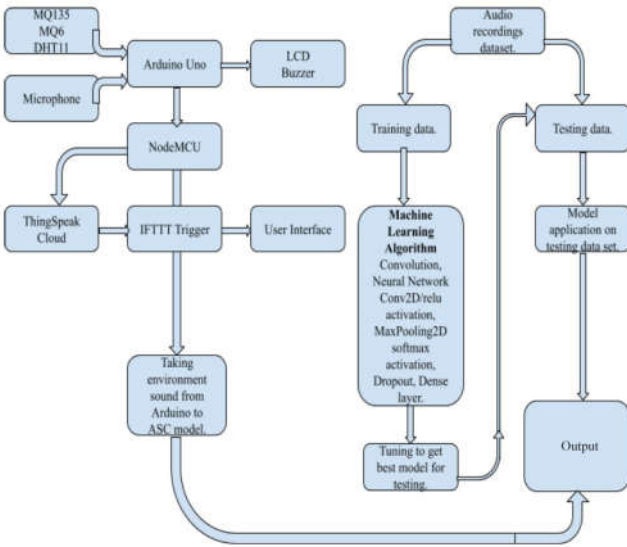 MQ135
MQ6
DHT11
Microphone
Arduino Uno
LCD
Buzzer
NodeMCU
ThingSpeak
Cloud
IFTTT Trigger
User Interface
Taking
environment
sound from
Arduino to
ASC model.
Audio
recordings
dataset.
Training data.
Testing data.
Machine
Learning
Algorithm
Convolution,
Neural Network
Conv2D/relu
activation,
MaxPooling2D
softmax
activation,
Dropout, Dense
layer.
Model
application on
testing data set.
Tuning to get
best model for
testing.
Output